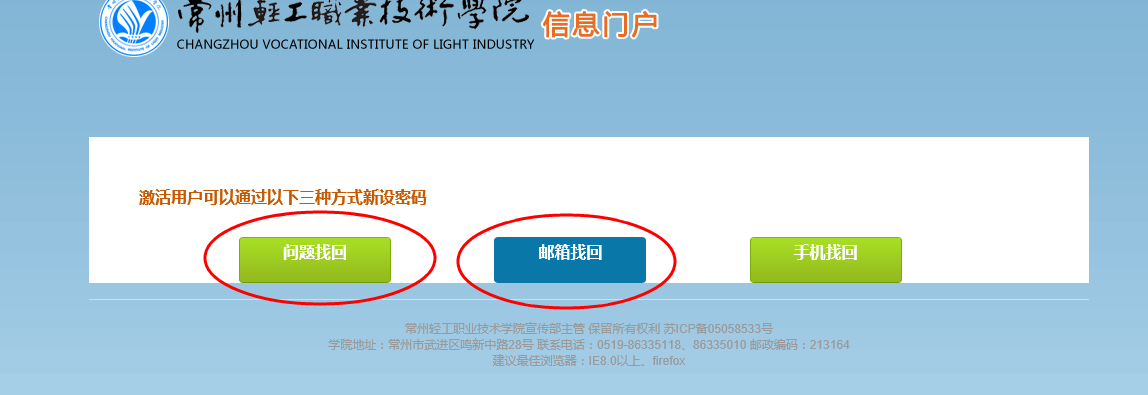 常州輕工職業技術學院 信息门户
CHANGZHOU VOCATIONAL INSTITUTE OF LIGHT INDUSTRY
激活用户可以通过以下三种方式新设密码
问题找回 邮箱找回 手机找回
常州轻工职业技术学院宣传部主管 保留所有权利 苏ICP备05058533号
学院地址：常州市武进区鸣新中路28号 联系电话：0519-86335118、86335010 邮政编码：213164
建议最佳浏览器：IE8.0以上、firefox